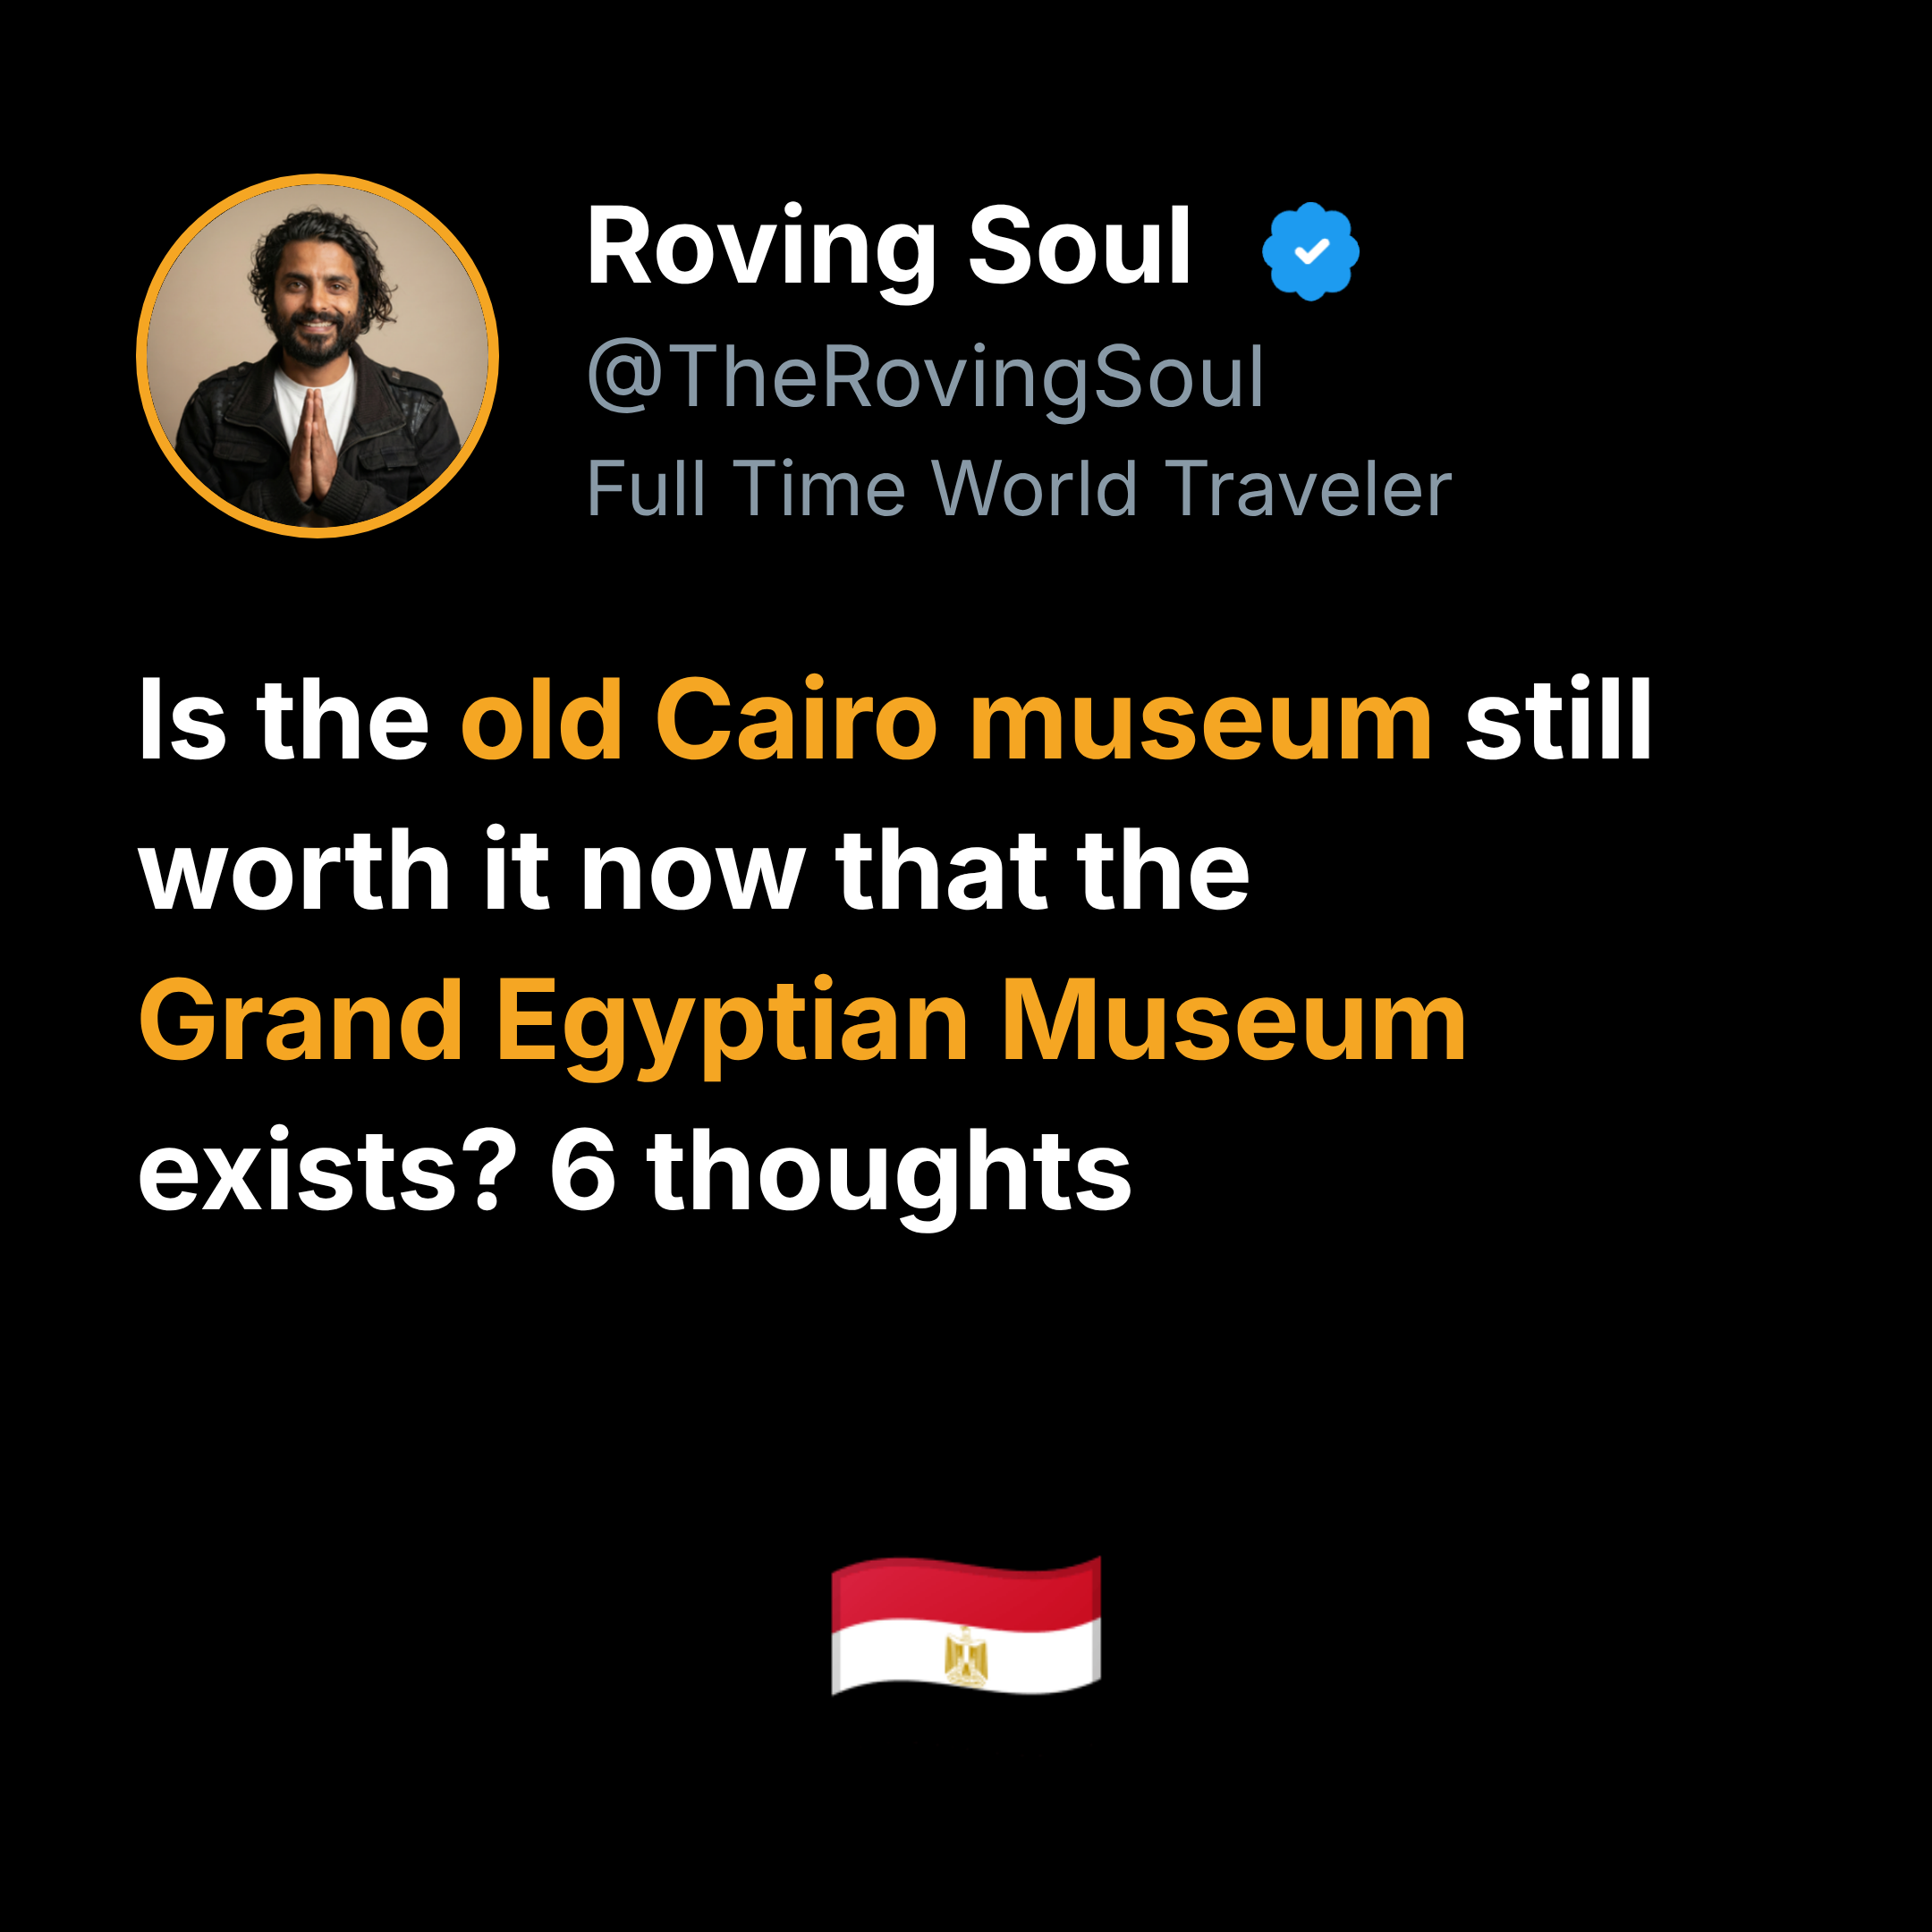 Roving Soul
@TheRovingSoul
Full Time World Traveler
Is the old Cairo museum still
worth it now that the
Grand Egyptian Museum
exists? 6 thoughts